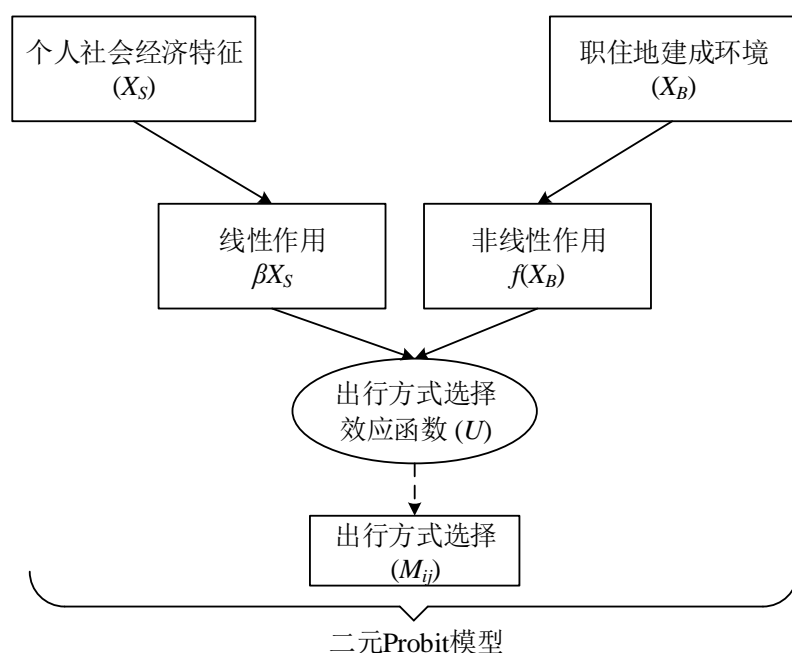 个人社会经济特征
(X_S)
职住地建成环境
(X_B)
线性作用
βX_S
非线性作用
f(X_B)
出行方式选择
效应函数 (U)
出行方式选择
(M_ij)
二元Probit模型